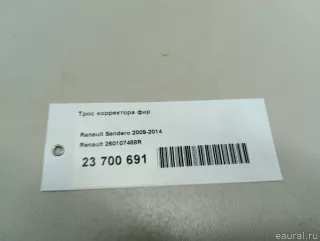 Трос корректора фар
Renault Sandero 2009-2014
Renault 260107488R
23 700 691
eaural.ru